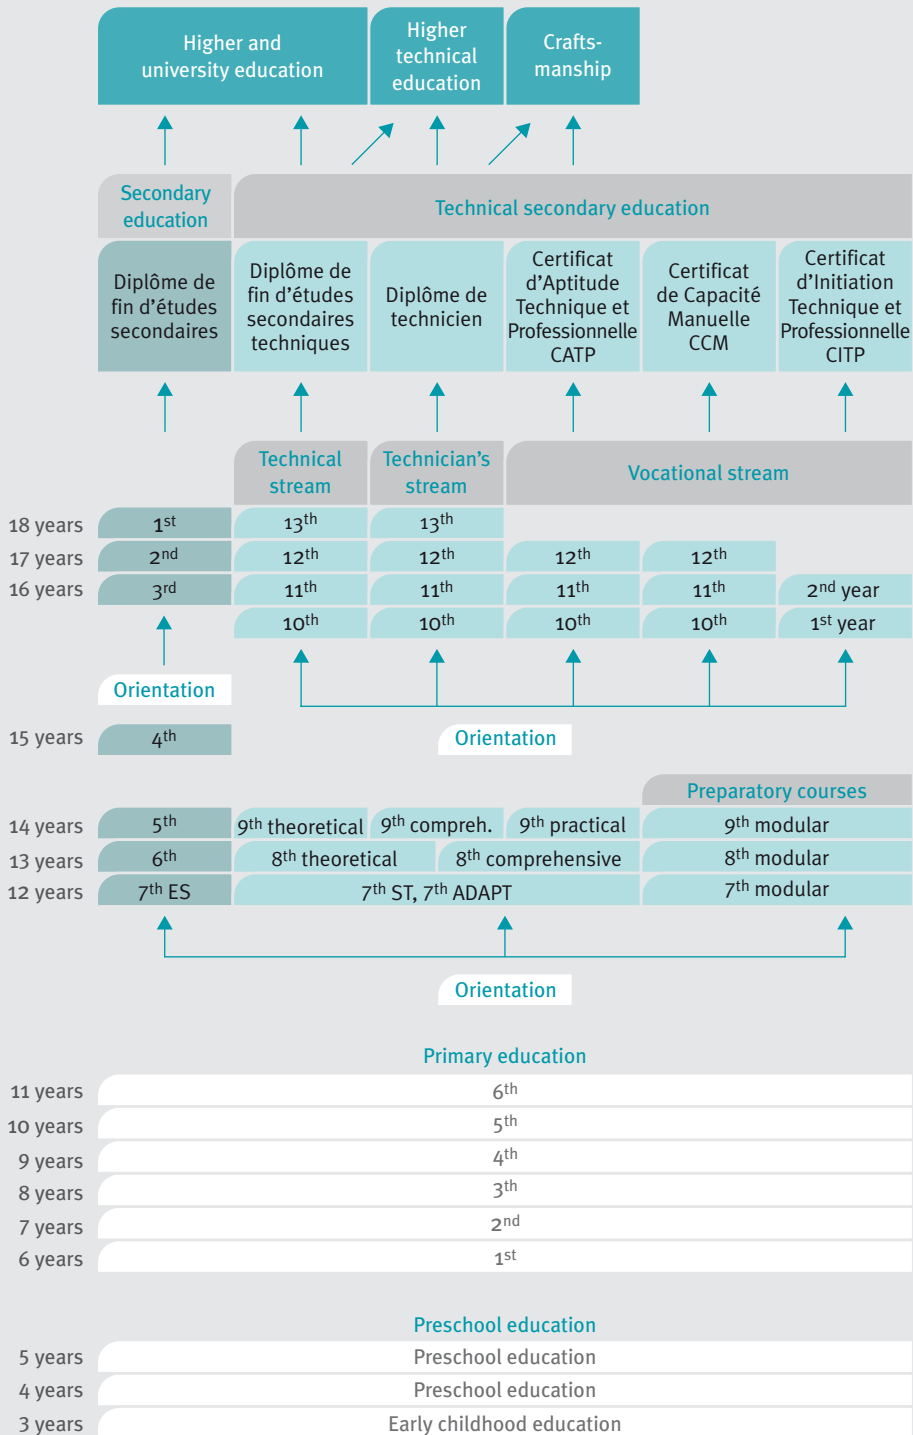 Higher and
university education
Higher
technical
education
Crafts-
manship
Secondary
education
Technical secondary education
Diplôme de
fin d'études
secondaires
Diplôme de
fin d'études
secondaires
techniques
Diplôme de
technicien
Certificat
d'Aptitude
Technique et
Professionnelle
CATP
Certificat
de Capacité
Manuelle
CCM
Certificat
d'Initiation
Technique et
Professionnelle
CITP
Technical
stream
Technician's
stream
Vocational stream
18 years 1st 13th 13th
17 years 2nd 12th 12th 12th 12th
16 years 3rd 11th 11th 11th 11th 2nd year
10th 10th 10th 10th 1st year
Orientation
15 years 4th Orientation
Preparatory courses
14 years 5th 9th theoretical 9th compreh. 9th practical 9th modular
13 years 6th 8th theoretical 8th comprehensive 8th modular
12 years 7th ES 7th ST, 7th ADAPT 7th modular
Orientation
Primary education
11 years 6th
10 years 5th
9 years 4th
8 years 3th
7 years 2nd
6 years 1st
Preschool education
5 years Preschool education
4 years Preschool education
3 years Early childhood education